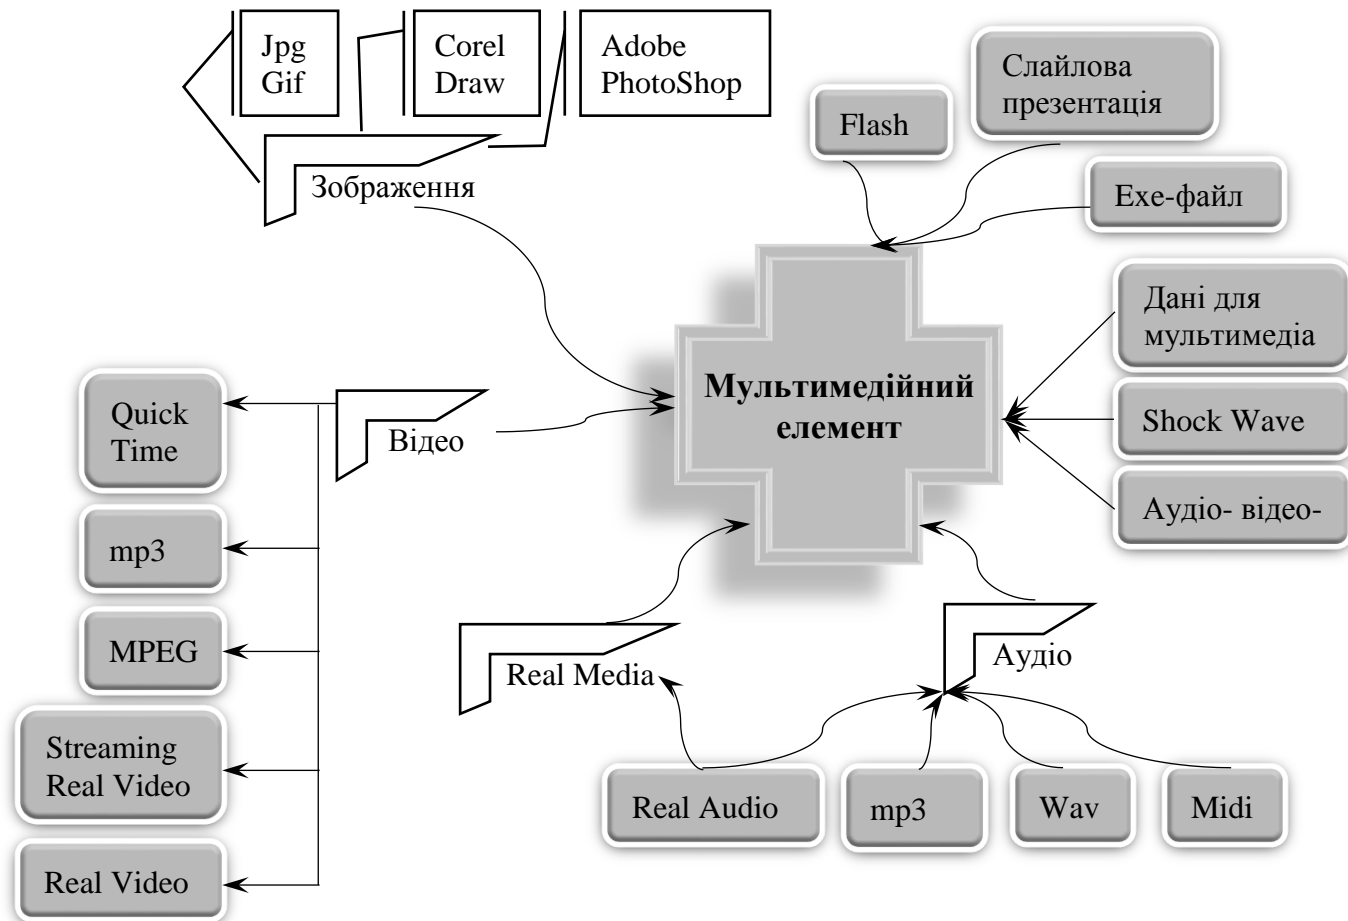 Jpg
Gif
Corel
Draw
Adobe
PhotoShop
Зображення
Flash
Слайлова
презентація
Exe-файл
Дані для
мультимедіа
Shock Wave
Аудіо- відео-
Мультимедійний
елемент
Відео
Quick
Time
mp3
MPEG
Streaming
Real Video
Real Video
Real Media
Аудіо
Real Audio
mp3
Wav
Midi